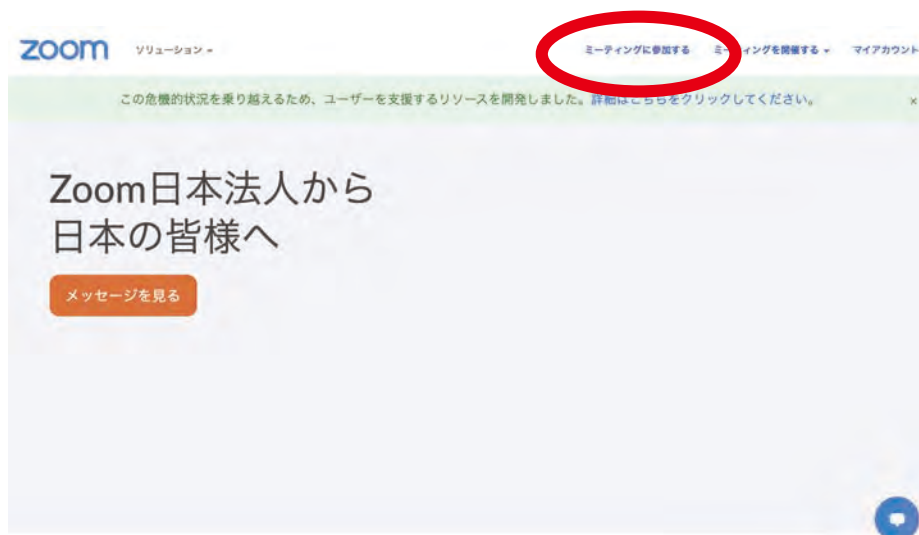 zoom ソリューション ミーティングに参加する ミーティングを開催する マイアカウント
この危機的状況を乗り越えるため、ユーザーを支援するリソースを開発しました。詳細はこちらをクリックしてください。 ×
Zoom日本法人から
日本の皆様へ
メッセージを見る